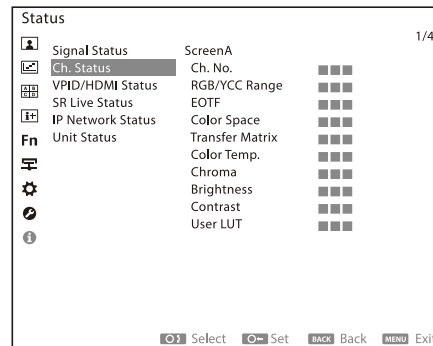 Status
1/4
Signal Status
Ch. Status
VPID/HDMI Status
SR Live Status
IP Network Status
Unit Status
ScreenA
Ch. No.
RGB/YCC Range
EOTF
Color Space
Transfer Matrix
Color Temp.
Chroma
Brightness
Contrast
User LUT
A B
C D
i+
Fn
Select Set BACK Back MENU Exit